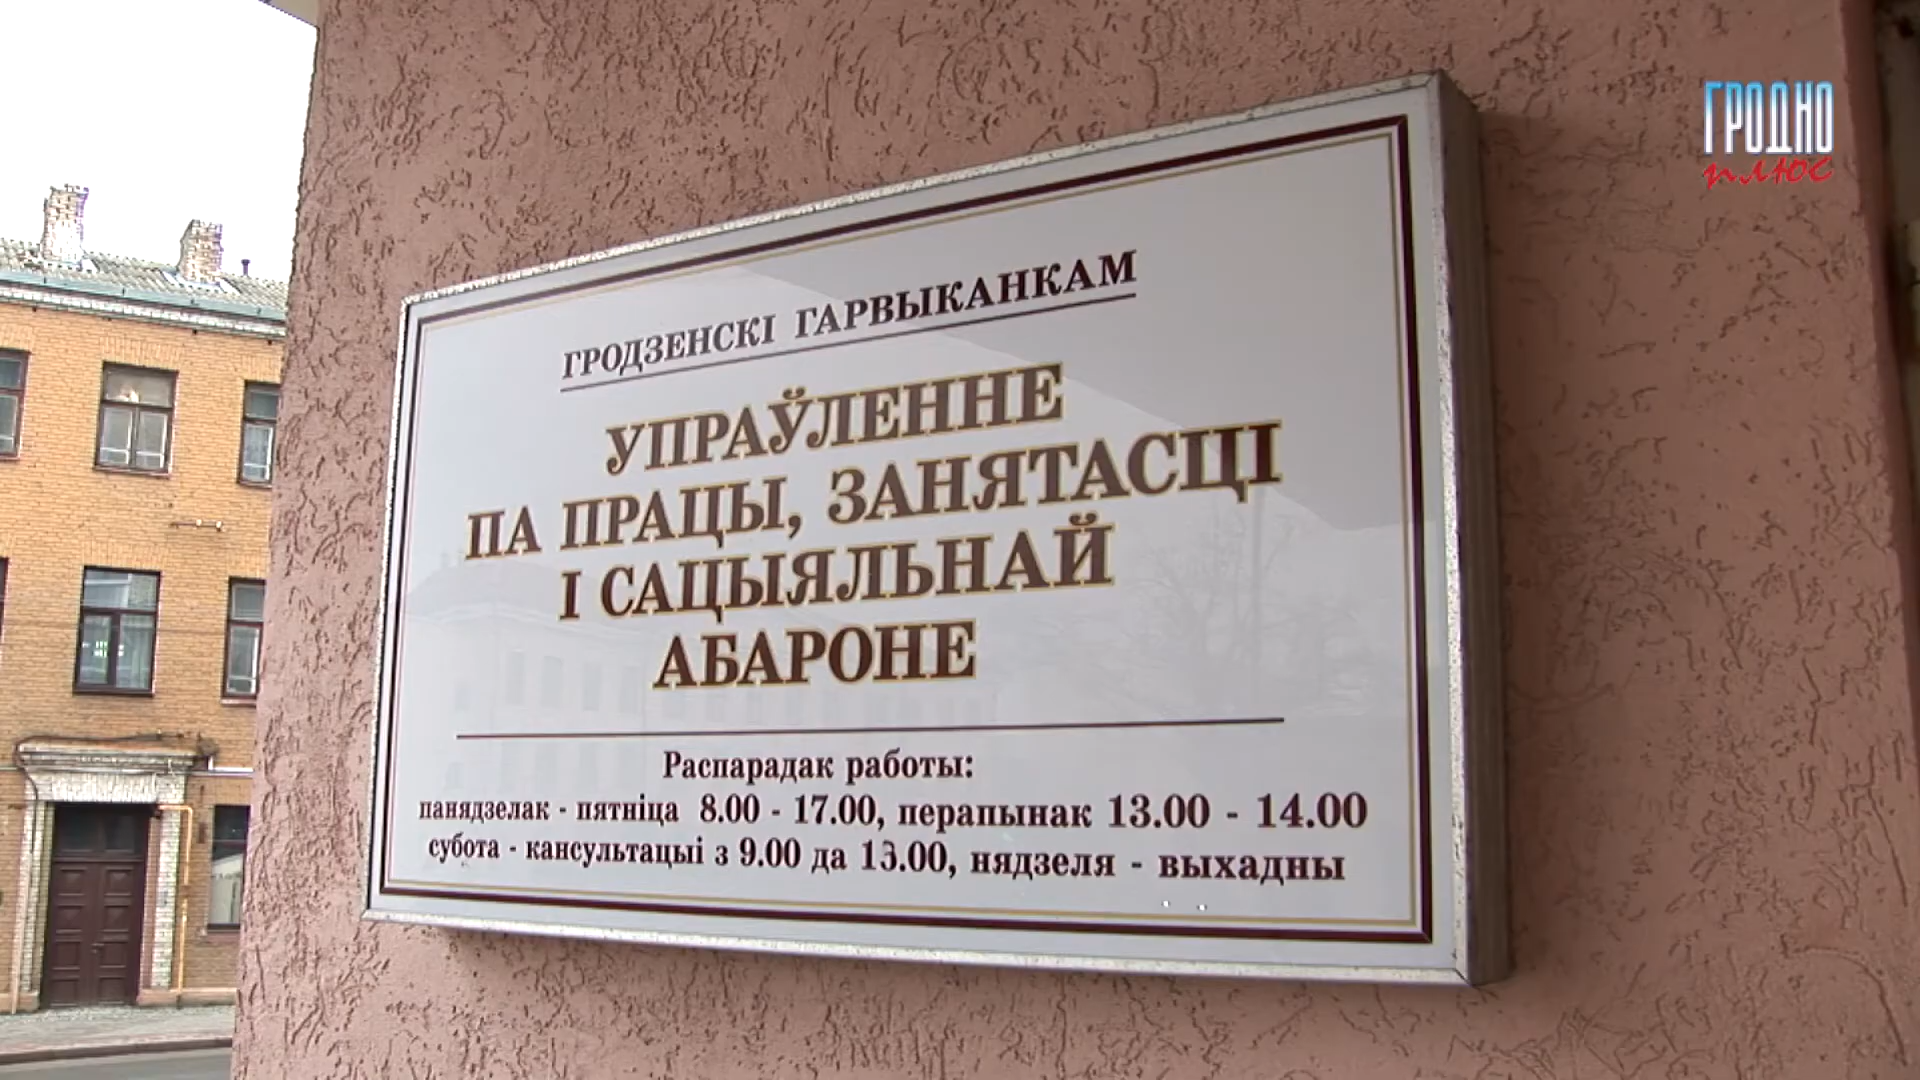 ГРОДНО
плюс
ГРОДЗЕНСКІ ГАРВЫКАНКАМ
УПРАЎЛЕННЕ
ПА ПРАЦЫ, ЗАНЯТАСЦІ
І САЦЫЯЛЬНАЙ
АБАРОНЕ
Распарадак работы:
панядзелак - пятніца 8.00 - 17.00, перапынак 13.00 - 14.00
субота - кансультацыі з 9.00 да 13.00, нядзеля - выхадны